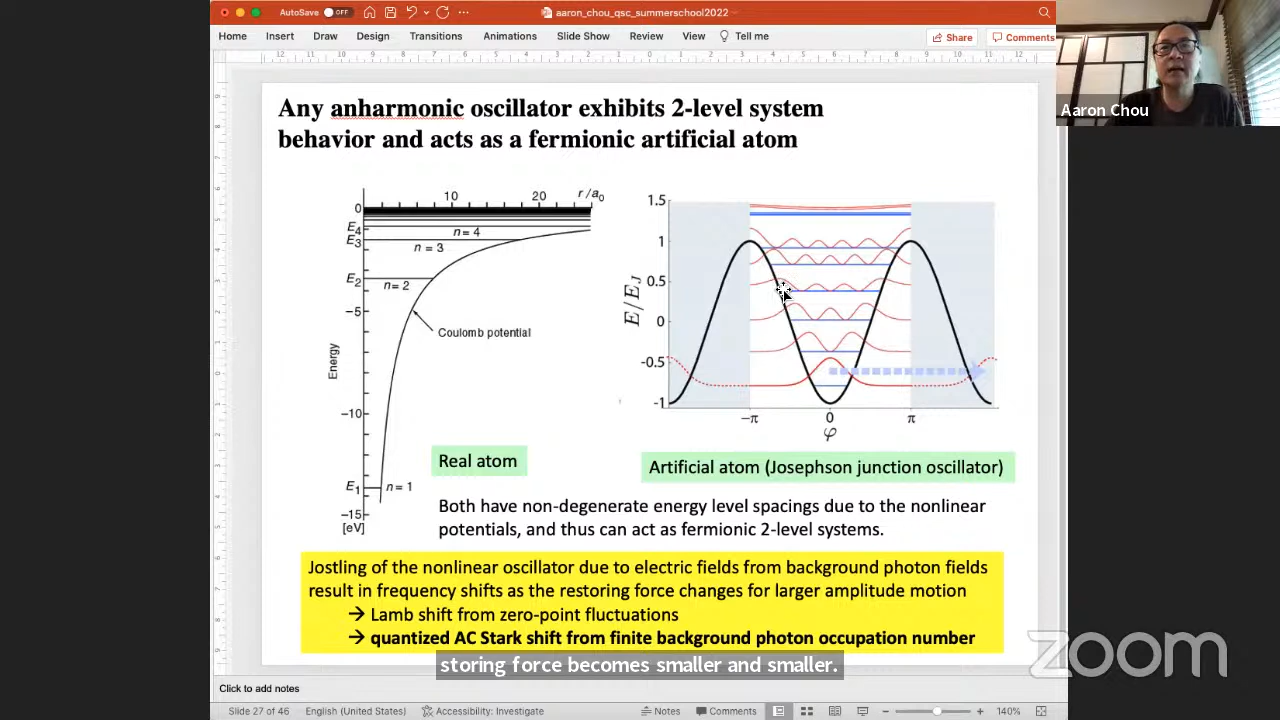 AutoSave OFF
aaron_chou_qsc_summerschool2022
Home Insert Draw Design Transitions Animations Slide Show Review View Tell me
Share Comments
Aaron Chou
Any anharmonic oscillator exhibits 2-level system
behavior and acts as a fermionic artificial atom
10 20 r/a₀
0
E₄
E₃
E₂
-5
-10
E₁
-15
[eV]
Energy
n = 4
n = 3
n = 2
n = 1
Coulomb potential
1.5
1
0.5
0
-0.5
-1
E/E_J
−π 0 π
φ
Real atom
Artificial atom (Josephson junction oscillator)
Both have non-degenerate energy level spacings due to the nonlinear
potentials, and thus can act as fermionic 2-level systems.
Jostling of the nonlinear oscillator due to electric fields from background photon fields
result in frequency shifts as the restoring force changes for larger amplitude motion
→ Lamb shift from zero-point fluctuations
→ quantized AC Stark shift from finite background photon occupation number
storing force becomes smaller and smaller.
zoom
Click to add notes
Slide 27 of 46 English (United States) Accessibility: Investigate Notes Comments 140%